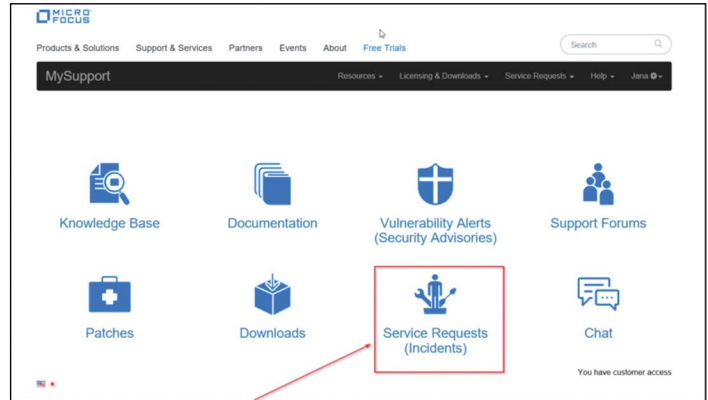 MICRO
FOCUS
Products & Solutions Support & Services Partners Events About Free Trials Search
MySupport Resources Licensing & Downloads Service Requests Help Jana
Knowledge Base Documentation Vulnerability Alerts Support Forums
(Security Advisories)
Patches Downloads Service Requests Chat
(Incidents)
You have customer access